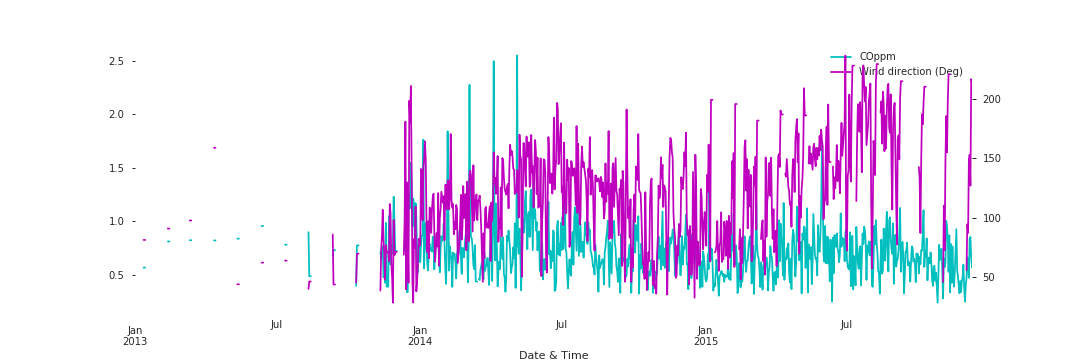 COppm
Wind direction (Deg)
2.5
2.0
1.5
1.0
0.5
200
150
100
50
Jan
2013
Jul
Jan
2014
Jul
Jan
2015
Jul
Date & Time